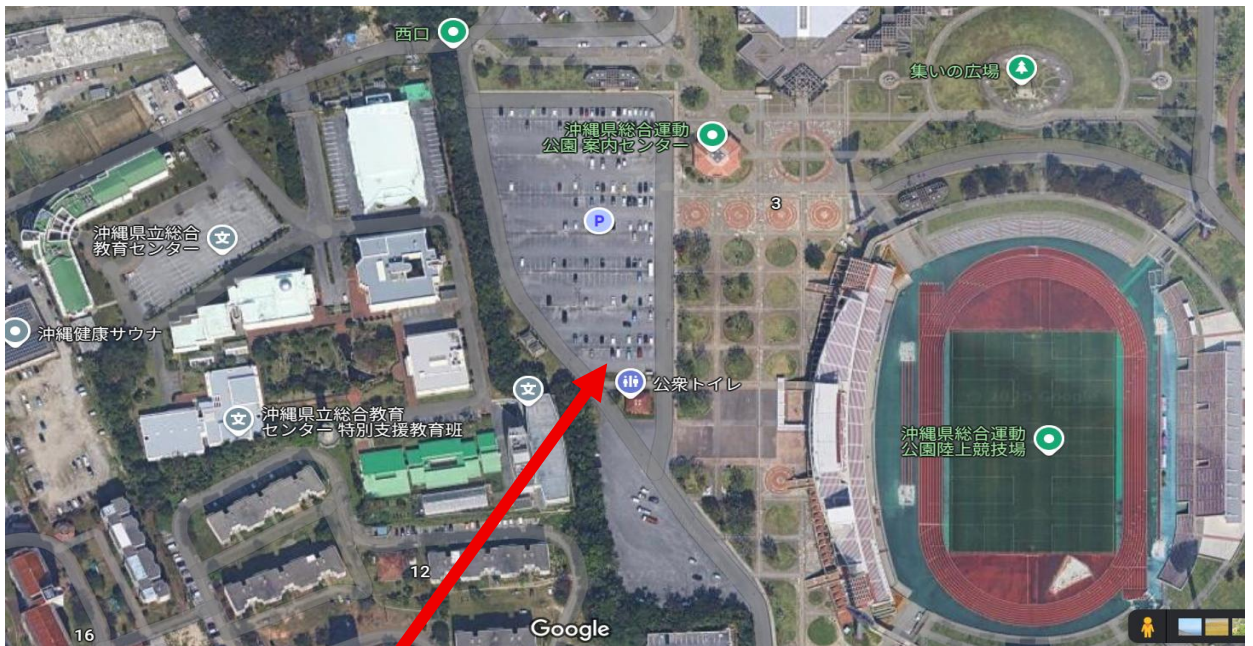 西口
集いの広場
沖縄県総合運動
公園 案内センター
P
3
沖縄県立総合
教育センター
文
沖縄健康サウナ
文
公衆トイレ
文
沖縄県立総合教育
センター 特別支援教育班
沖縄県総合運動
公園陸上競技場
12
16
Google